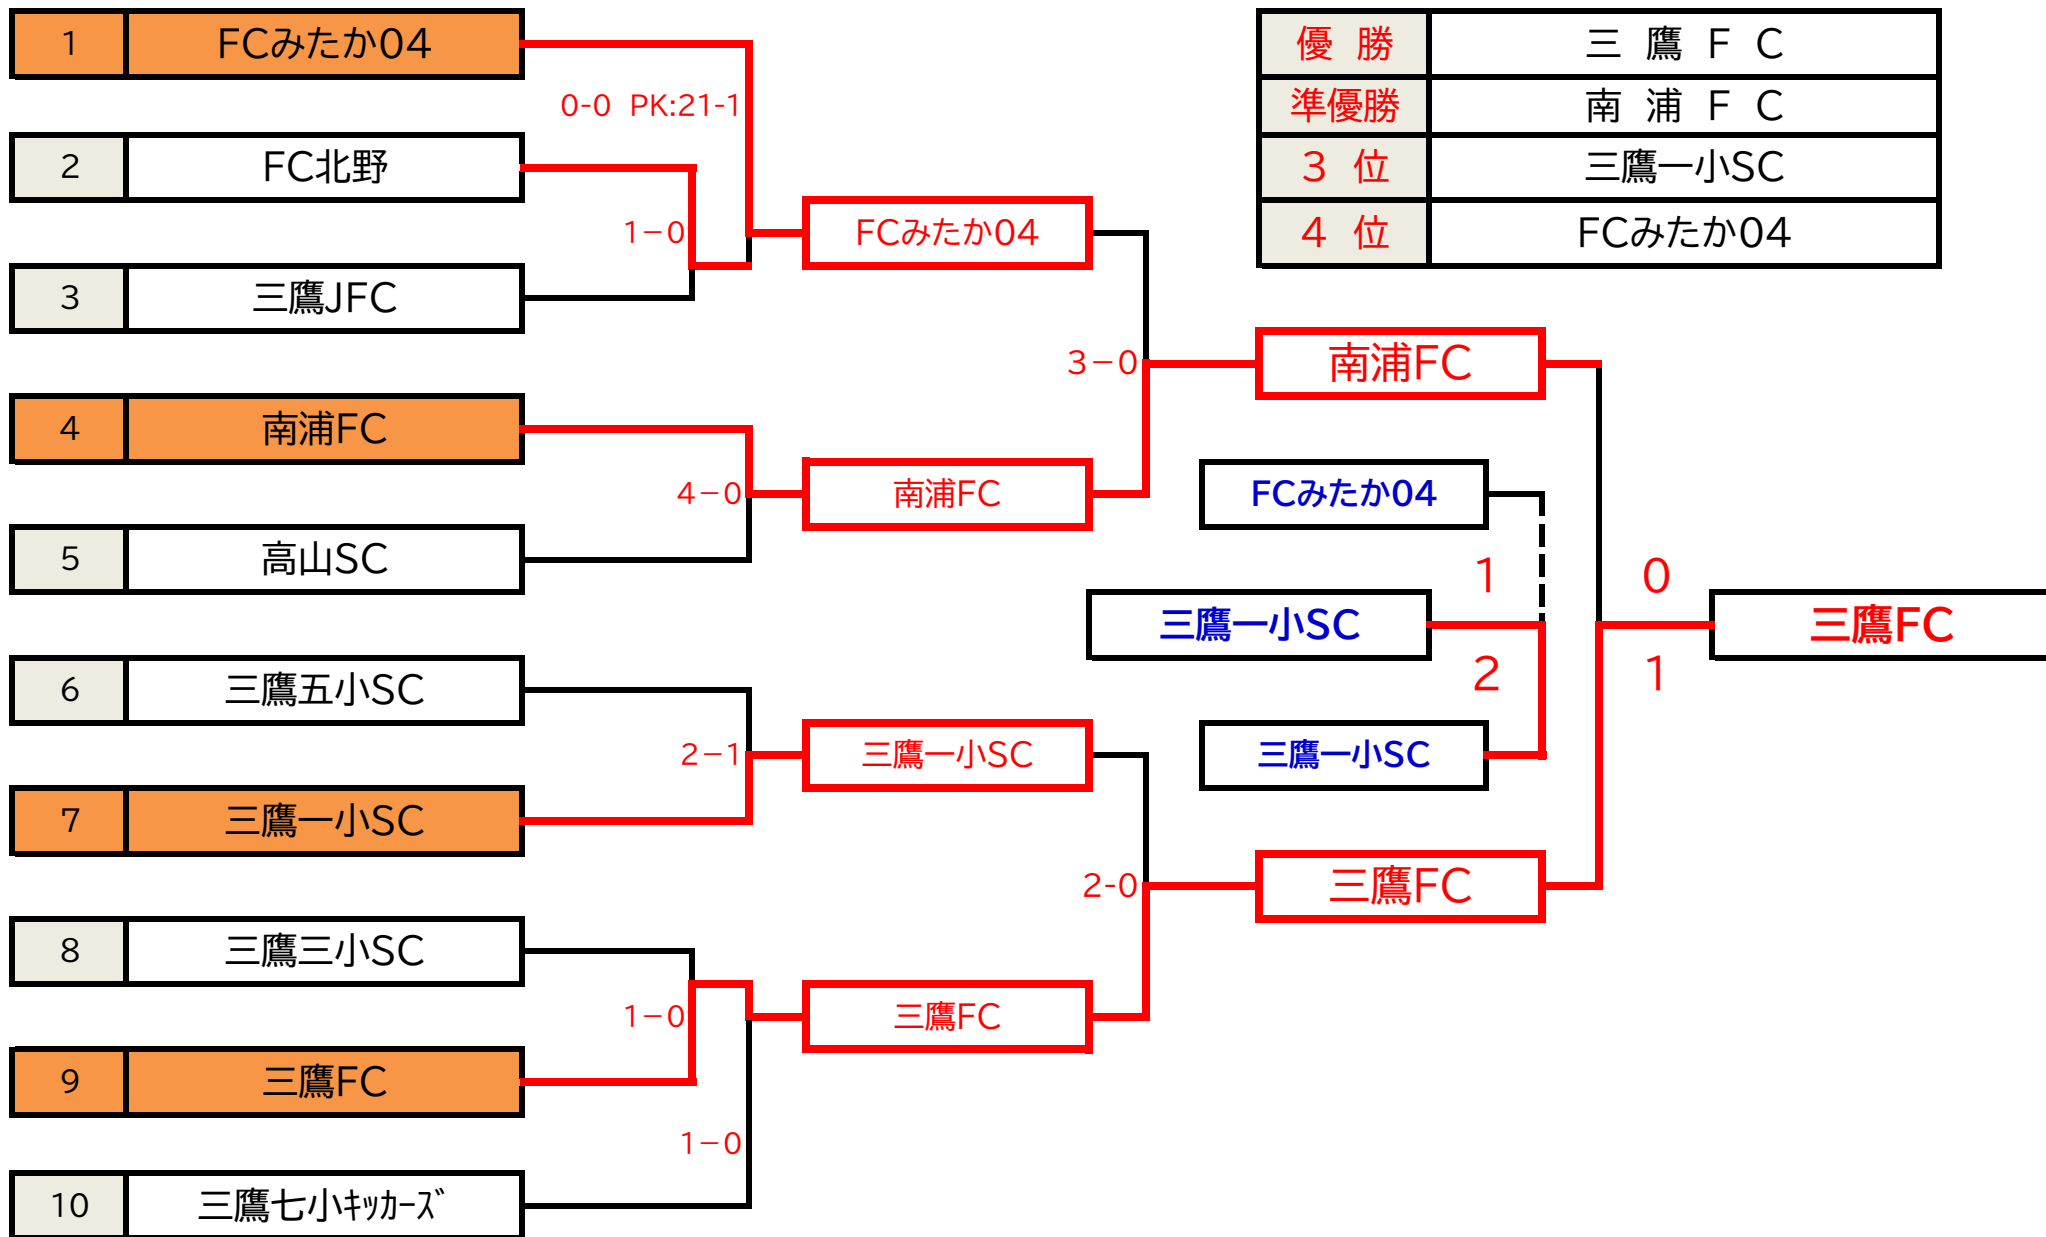 1 FCみたか04
0-0 PK:21-1
2 FC北野
1－0
3 三鷹JFC
4 南浦FC
4－0
5 高山SC
6 三鷹五小SC
2－1
7 三鷹一小SC
8 三鷹三小SC
1－0
9 三鷹FC
1－0
10 三鷹七小ｷｯｶｰｽﾞ
FCみたか04
3－0
南浦FC
三鷹一小SC
2-0
三鷹FC
優 勝 三 鷹 F C
準優勝 南 浦 F C
3 位 三鷹一小SC
4 位 FCみたか04
南浦FC
FCみたか04
1
三鷹一小SC
2
三鷹一小SC
三鷹FC
0
1
三鷹FC